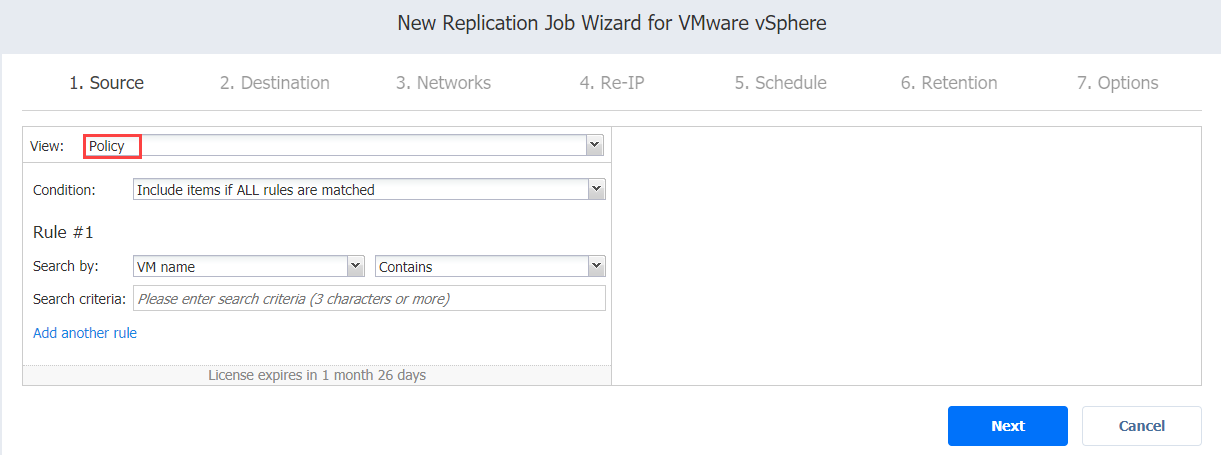 New Replication Job Wizard for VMware vSphere
1. Source 2. Destination 3. Networks 4. Re-IP 5. Schedule 6. Retention 7. Options
View: Policy
Condition: Include items if ALL rules are matched
Rule #1
Search by: VM name Contains
Search criteria: Please enter search criteria (3 characters or more)
Add another rule
License expires in 1 month 26 days
Next Cancel